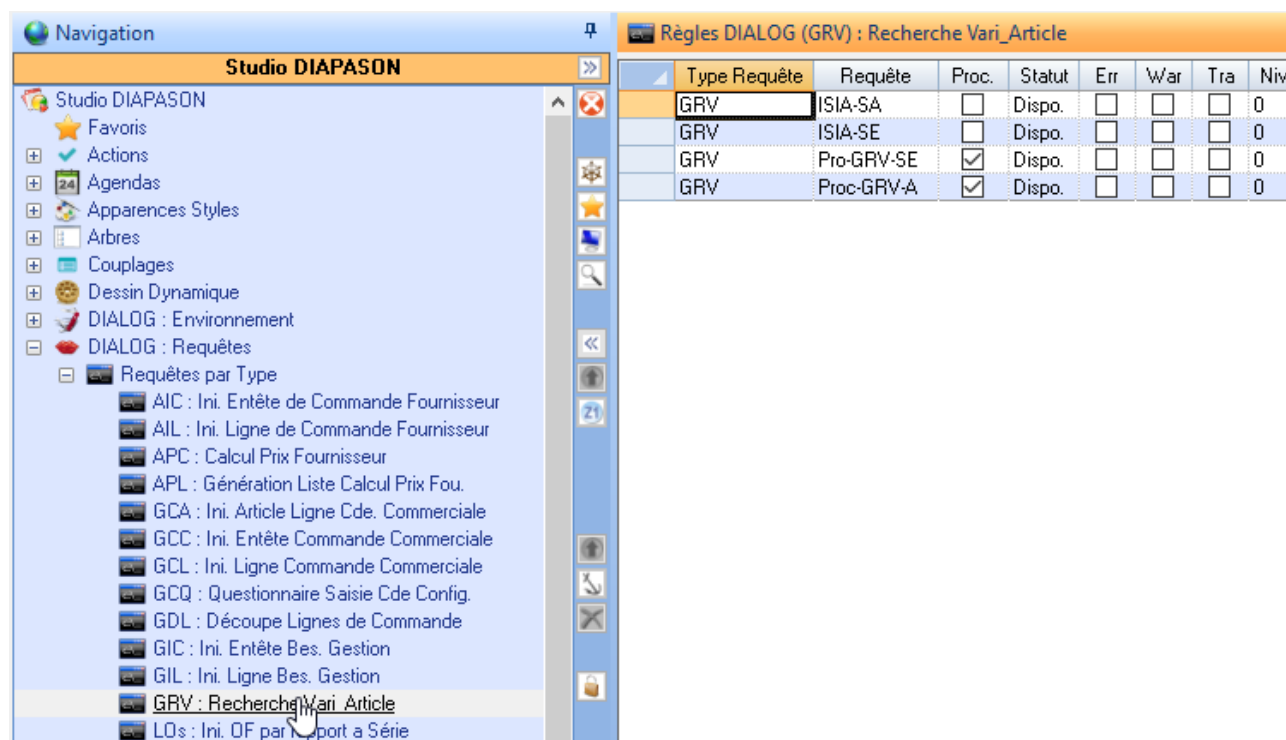 Navigation
Studio DIAPASON
Studio DIAPASON
Favoris
Actions
24 Agendas
Apparences Styles
Arbres
Couplages
Dessin Dynamique
DIALOG : Environnement
DIALOG : Requêtes
Requêtes par Type
AIC : Ini. Entête de Commande Fournisseur
AIL : Ini. Ligne de Commande Fournisseur
APC : Calcul Prix Fournisseur
APL : Génération Liste Calcul Prix Fou.
GCA : Ini. Article Ligne Cde. Commerciale
GCC : Ini. Entête Commande Commerciale
GCL : Ini. Ligne Commande Commerciale
GCQ : Questionnaire Saisie Cde Config.
GDL : Découpe Lignes de Commande
GIC : Ini. Entête Bes. Gestion
GIL : Ini. Ligne Bes. Gestion
GRV : Recherche Vari_Article
LOs : Ini. OF par rapport a Série
Règles DIALOG (GRV) : Recherche Vari_Article
Type Requête Requête Proc. Statut Err War Tra Niv
GRV ISIA-SA Dispo. 0
GRV ISIA-SE Dispo. 0
GRV Pro-GRV-SE Dispo. 0
GRV Proc-GRV-A Dispo. 0